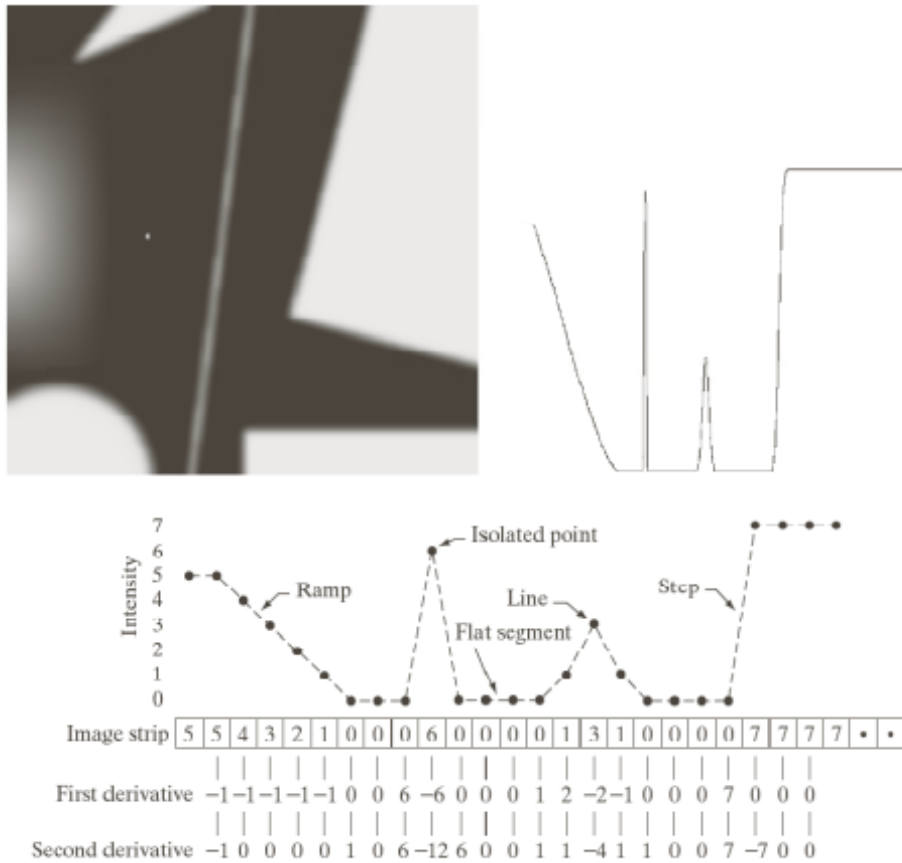 7
6
5
4
3
2
1
0
Intensity
Ramp
Isolated point
Line
Flat segment
Step
Image strip 5 5 4 3 2 1 0 0 0 6 0 0 0 0 1 3 1 0 0 0 0 7 7 7 7 • •
First derivative −1 −1 −1 −1 −1 0 0 6 −6 0 0 0 1 2 −2 −1 0 0 0 7 0 0 0
Second derivative −1 0 0 0 0 1 0 6 −12 6 0 0 1 1 −4 1 1 0 0 7 −7 0 0